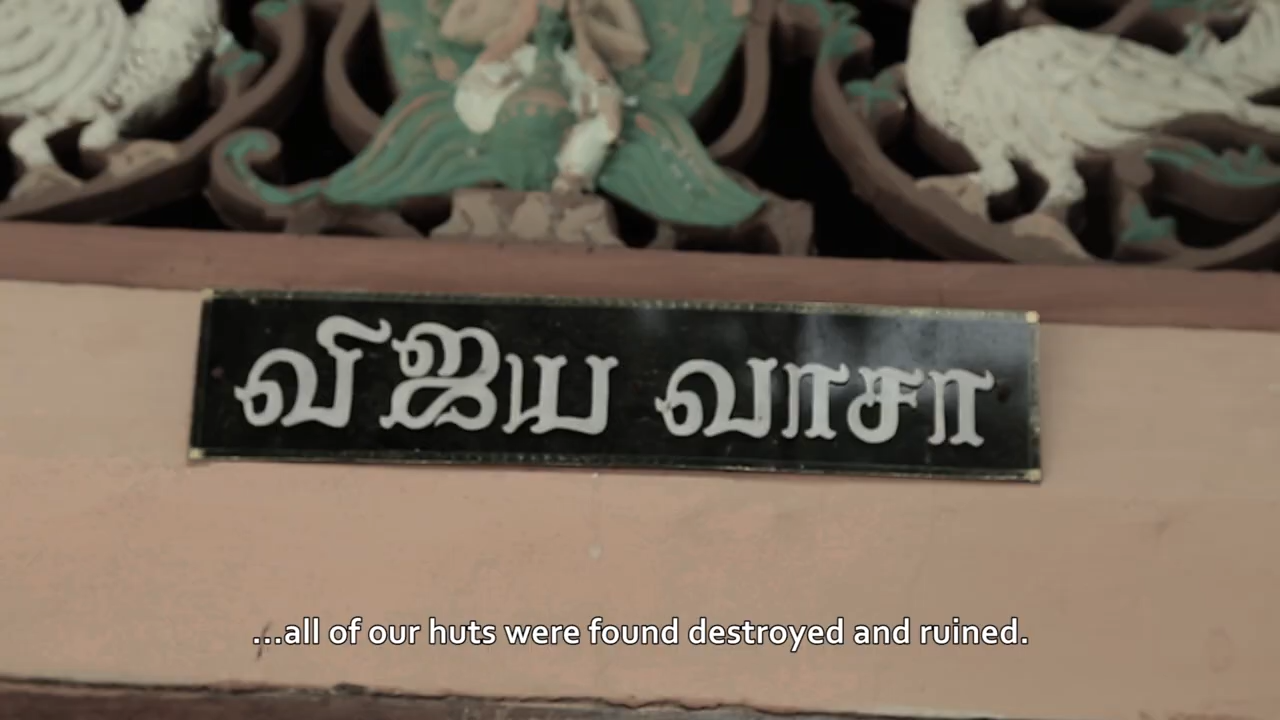 விஜய வாசா
...all of our huts were found destroyed and ruined.